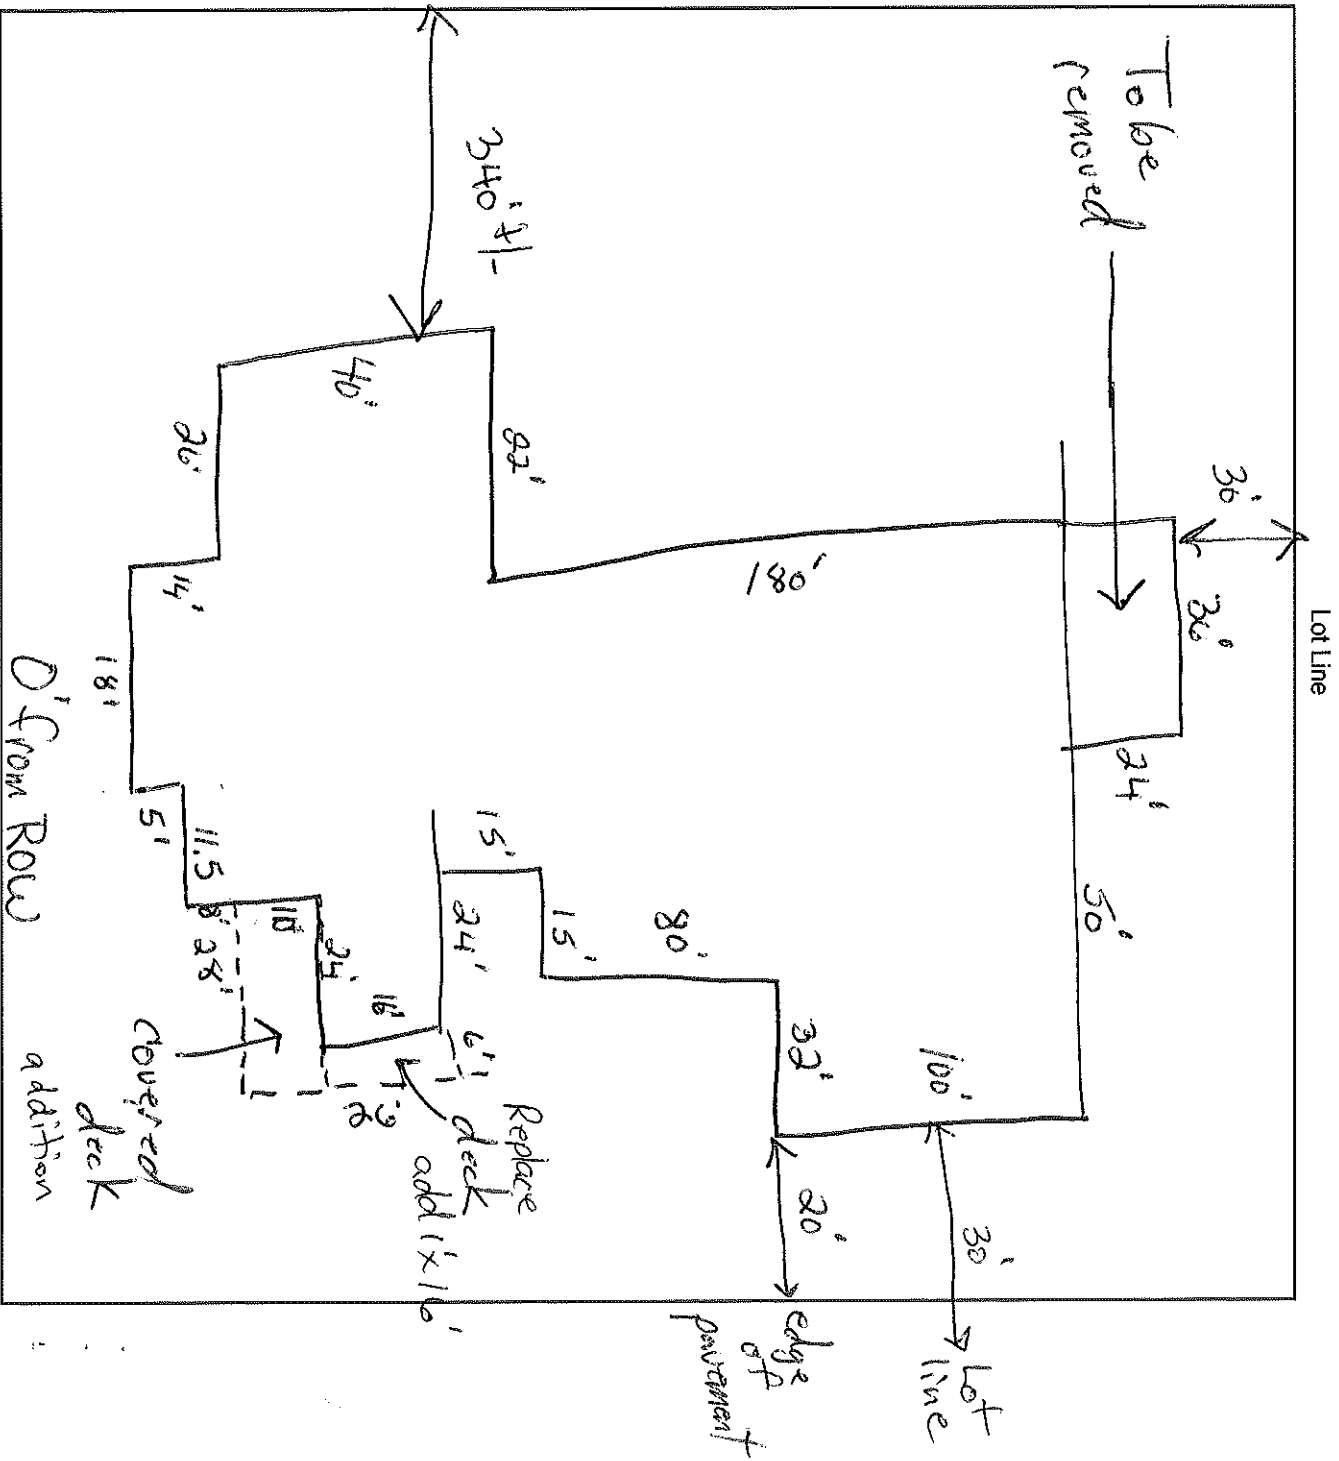 Lot Line
To be
removed
30'
36'
24'
340' +/-
40'
22'
180'
50'
26'
14'
18'
5'
11.5
8'
10'
28'
24'
16'
6'
15'
24'
15'
80'
32'
100'
20'
30'
edge
of
pavement
Lot
line
Replace
deck
add 1'x16'
Covered
deck
addition
0' from ROW